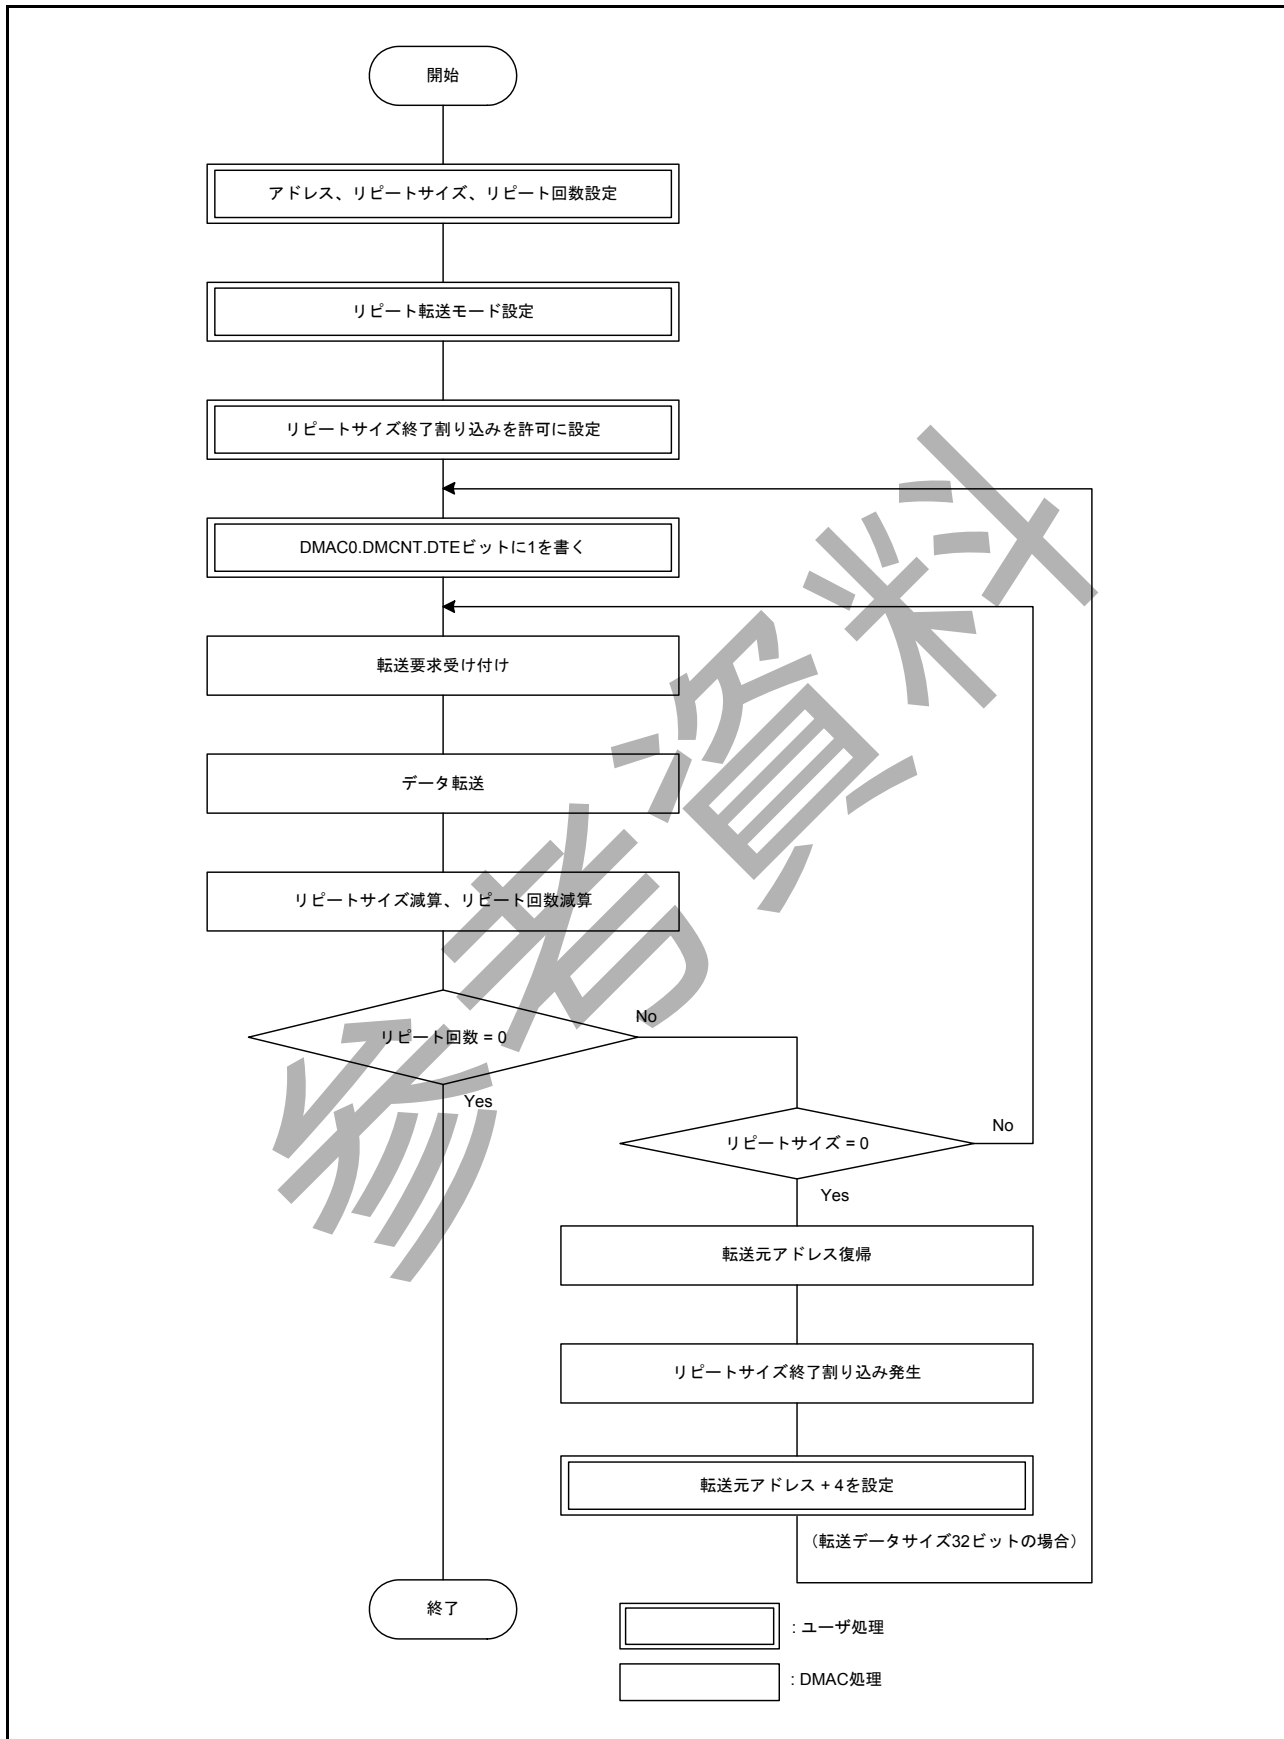 開始
アドレス、リピートサイズ、リピート回数設定
リピート転送モード設定
リピートサイズ終了割り込みを許可に設定
DMAC0.DMCNT.DTEビットに1を書く
転送要求受け付け
データ転送
リピートサイズ減算、リピート回数減算
リピート回数 = 0
No
Yes
リピートサイズ = 0
No
Yes
転送元アドレス復帰
リピートサイズ終了割り込み発生
転送元アドレス + 4を設定
（転送データサイズ32ビットの場合）
終了
: ユーザ処理
: DMAC処理
参考資料